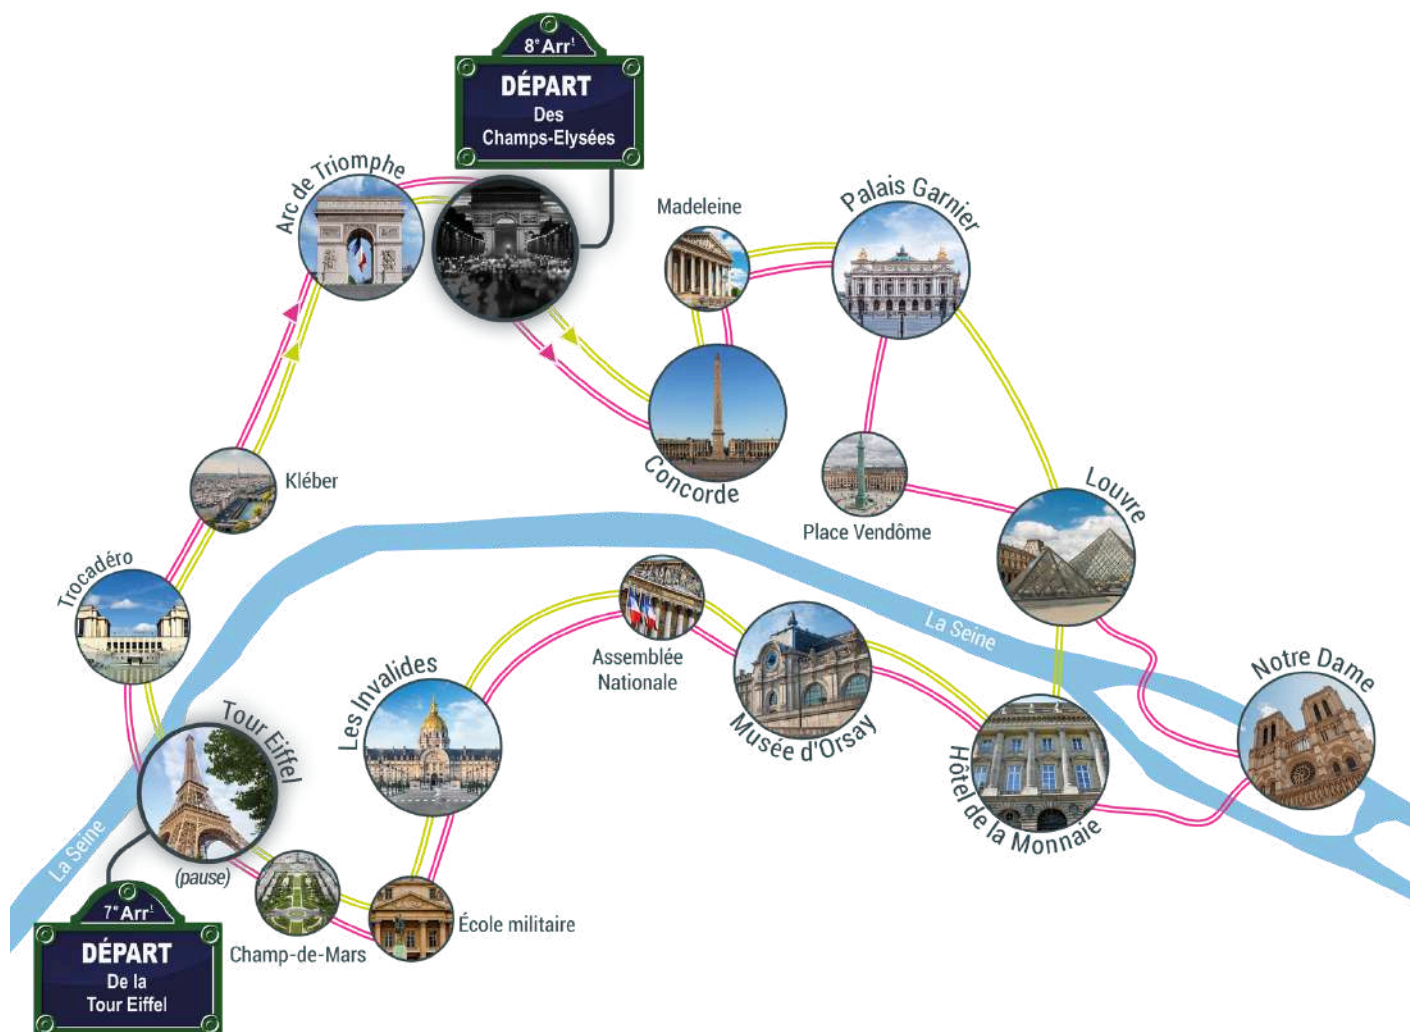 8e Arrt
DÉPART
Des
Champs-Elysées
Arc de Triomphe
Madeleine
Palais Garnier
Kléber
Concorde
Place Vendôme
Louvre
Trocadéro
La Seine
Assemblée
Nationale
Notre Dame
Les Invalides
Tour Eiffel
Musée d'Orsay
Hôtel de la Monnaie
La Seine
(pause)
7e Arrt
DÉPART
De la
Tour Eiffel
École militaire
Champ-de-Mars